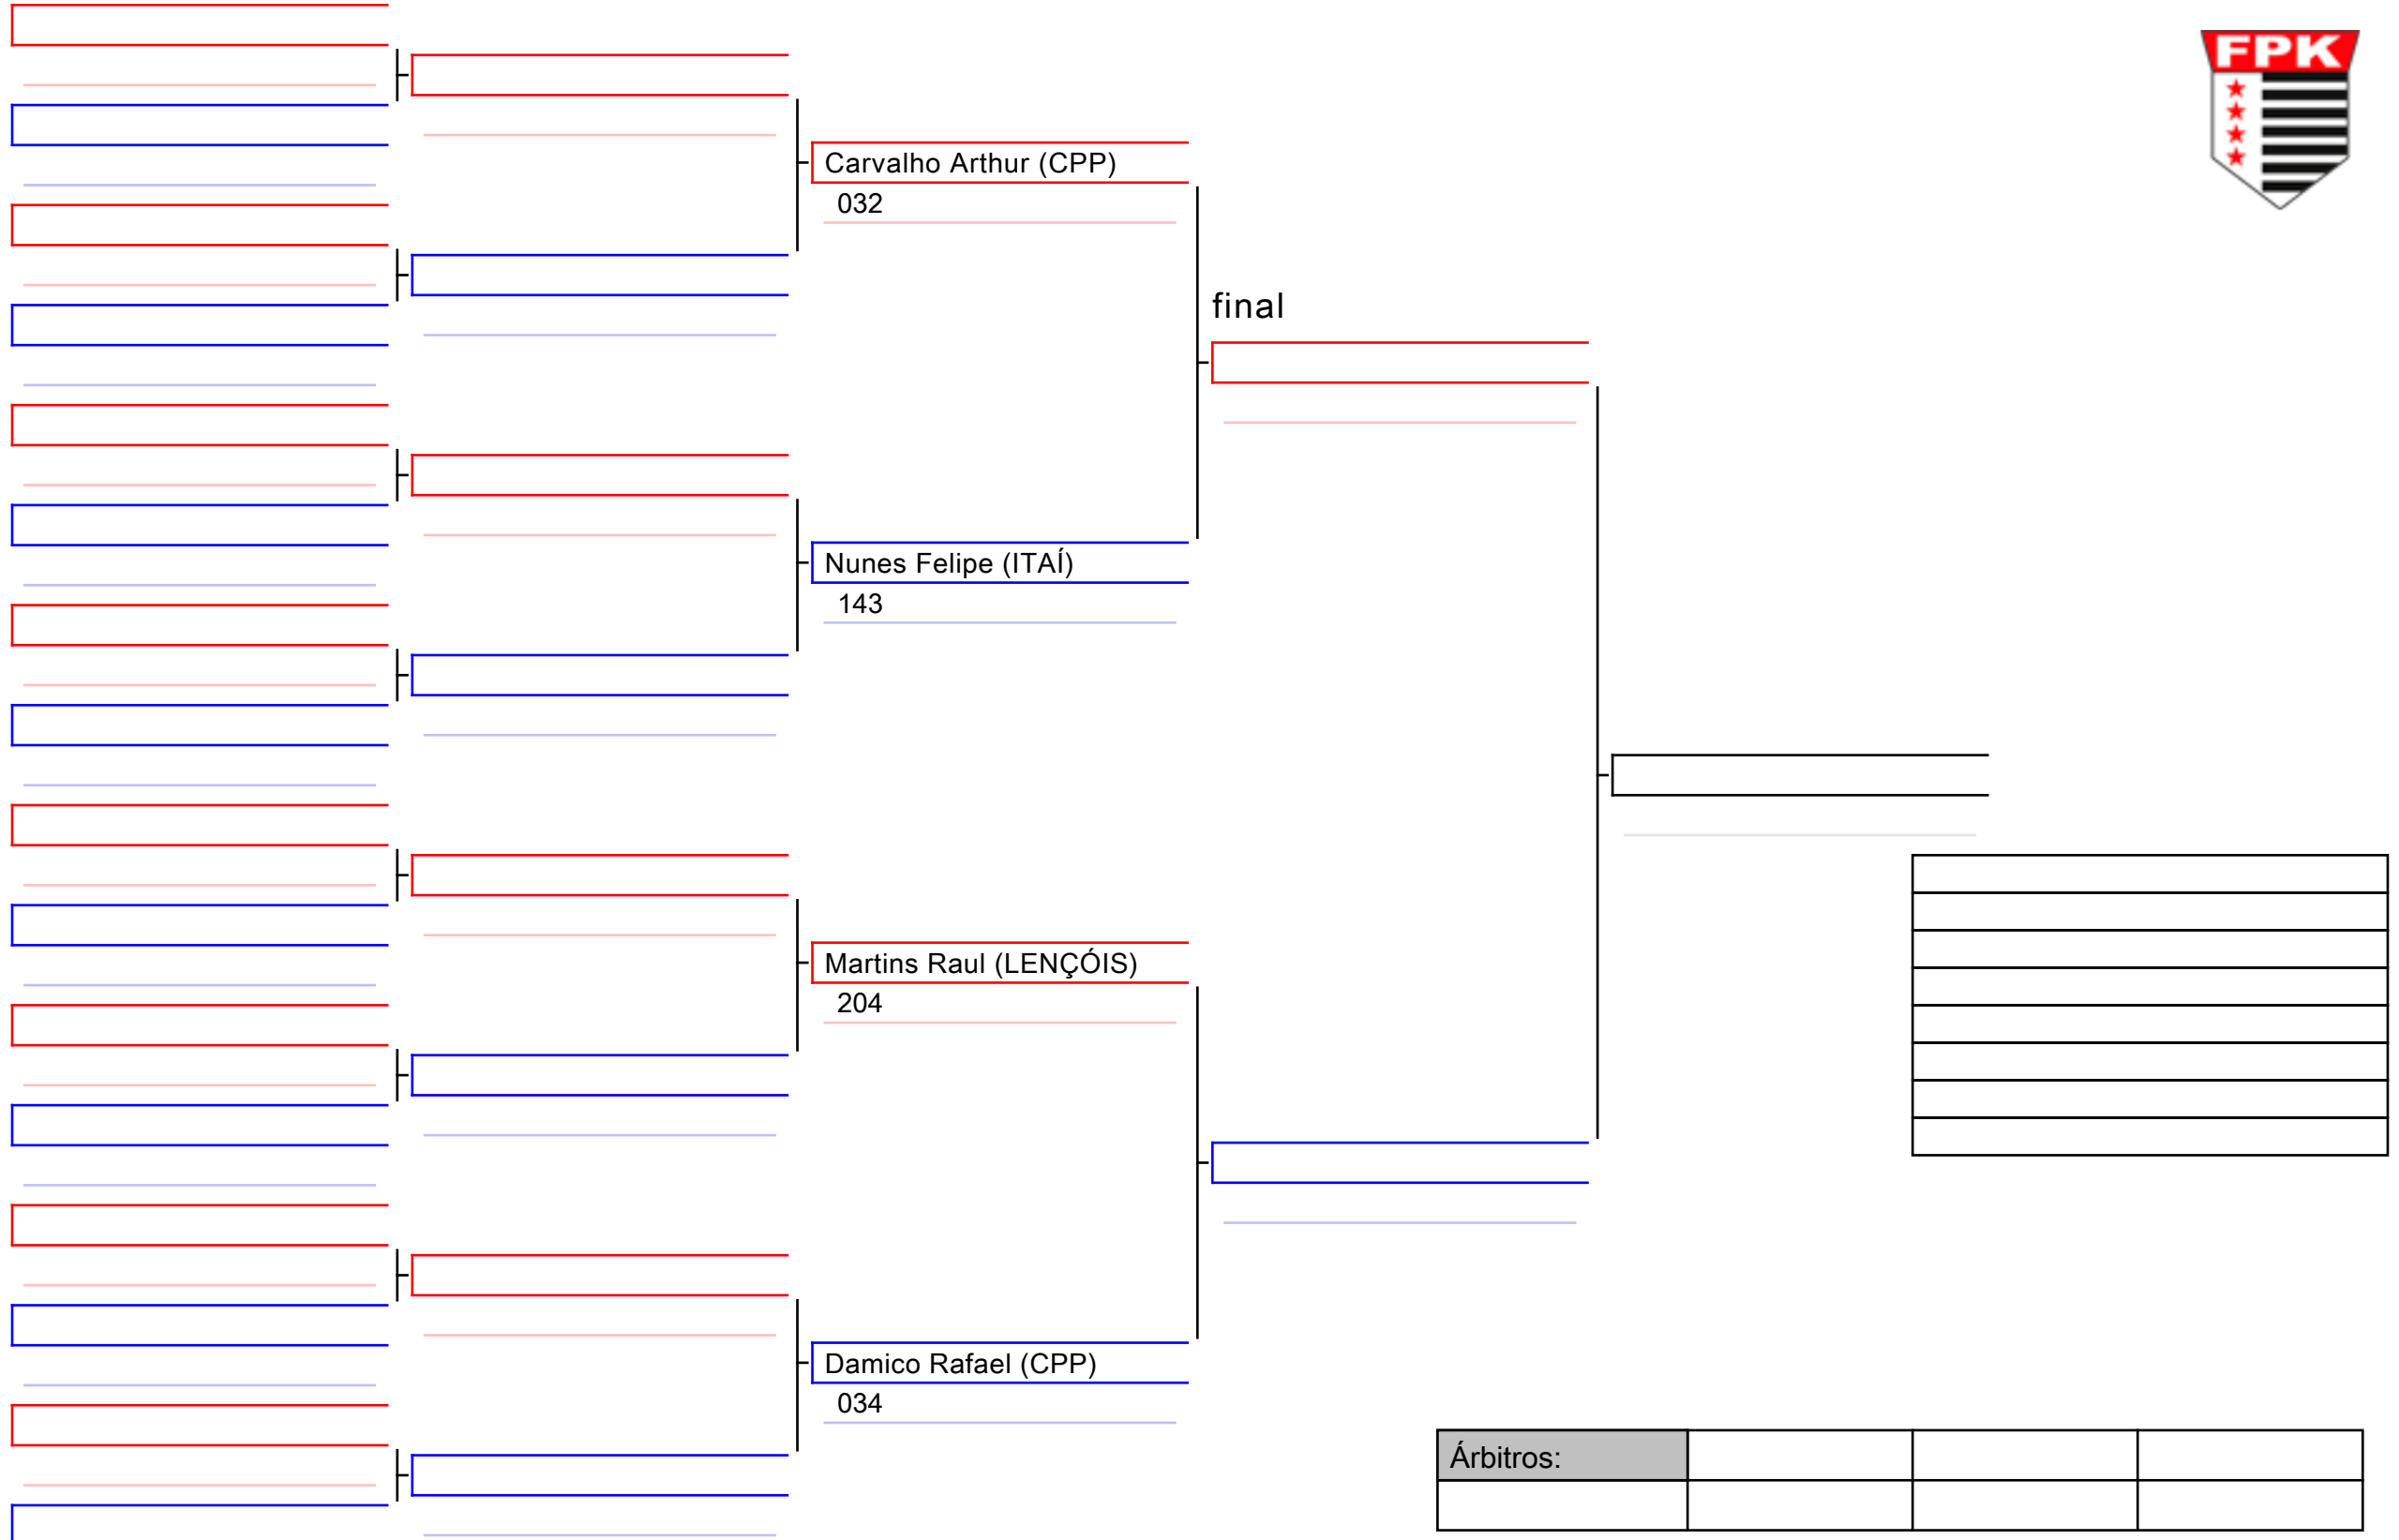 FPK
Carvalho Arthur (CPP)
032
final
Nunes Felipe (ITAÍ)
143
Martins Raul (LENÇÓIS)
204
Damico Rafael (CPP)
034
Árbitros: